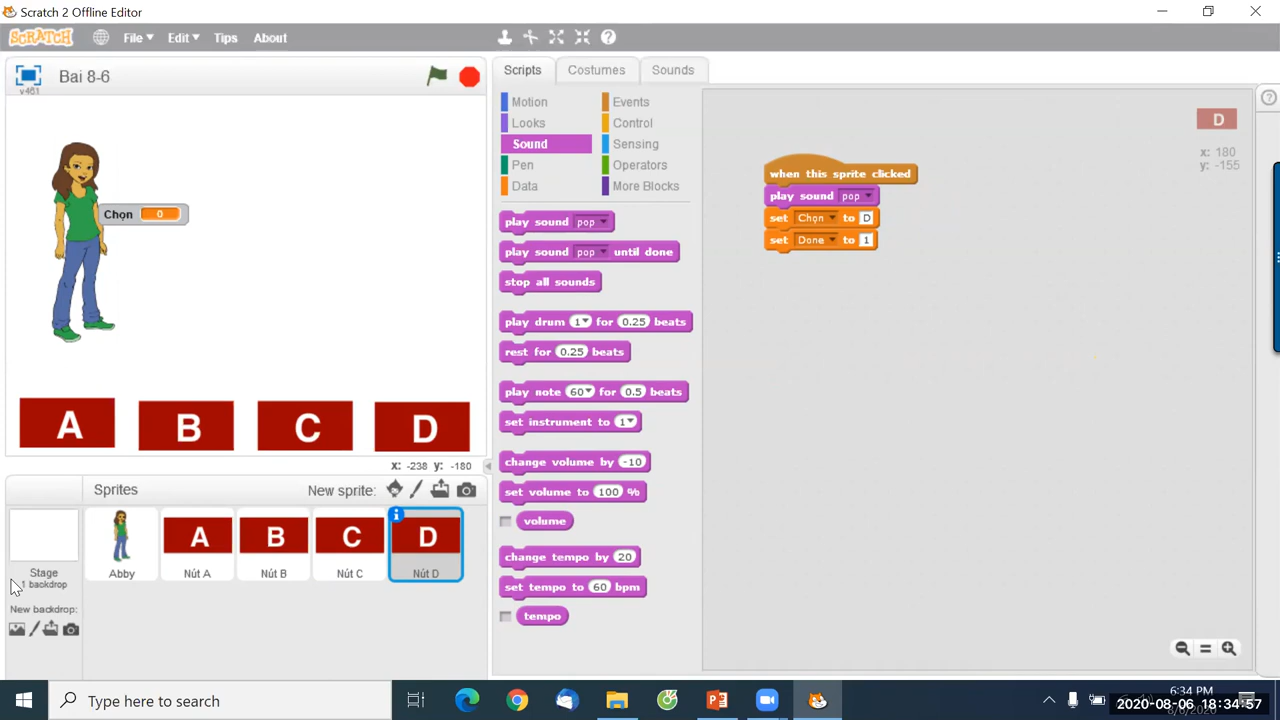 Scratch 2 Offline Editor
SCRATCH File Edit Tips About
v461 Bai 8-6
Scripts Costumes Sounds
Motion Events
Looks Control
Sound Sensing
Pen Operators
Data More Blocks
play sound pop
play sound pop until done
stop all sounds
play drum 1 for 0.25 beats
rest for 0.25 beats
play note 60 for 0.5 beats
set instrument to 1
change volume by -10
set volume to 100 %
volume
change tempo by 20
set tempo to 60 bpm
tempo
D
x: 180
y: -155
when this sprite clicked
play sound pop
set Chọn to D
set Done to 1
Chọn 0
A B C D
x: -238 y: -180
Sprites New sprite:
A B C D
Stage
1 backdrop
New backdrop:
Abby Nút A Nút B Nút C Nút D
Type here to search
6:34 PM
2020-08-06 18:34:57